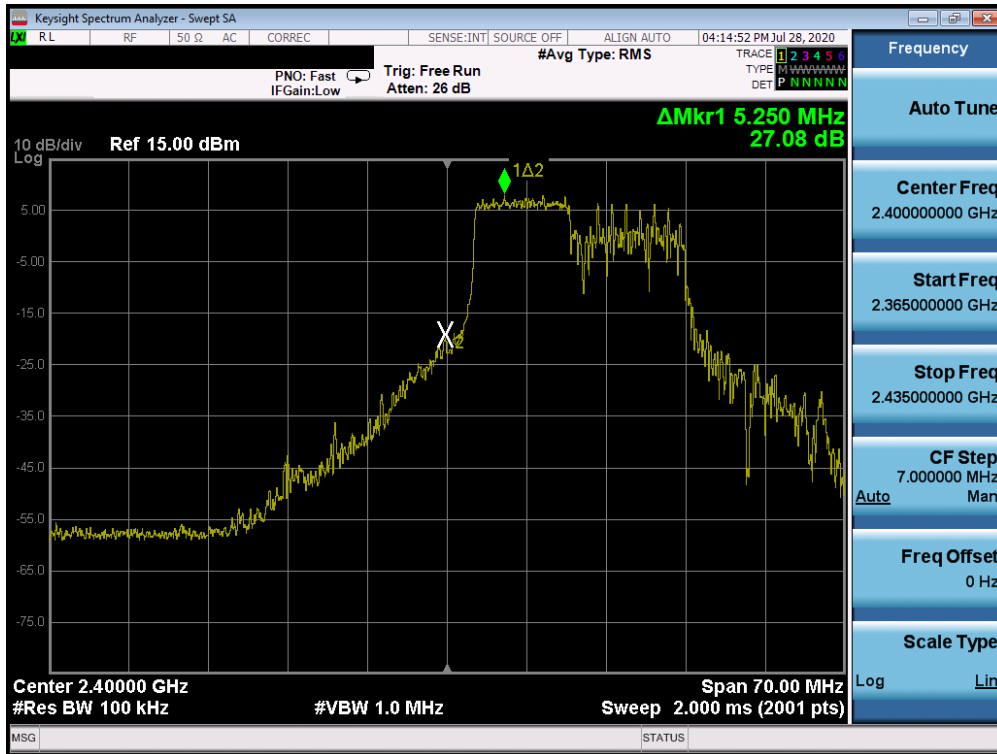 Keysight Spectrum Analyzer - Swept SA
LXI RL RF 50 Ω AC CORREC SENSE:INT SOURCE OFF ALIGN AUTO 04:14:52 PM Jul 28, 2020
#Avg Type: RMS
TRACE 1 2 3 4 5 6
TYPE M WWWWW
DET P N N N N N
PNO: Fast Trig: Free Run
IFGain:Low Atten: 26 dB
ΔMkr1 5.250 MHz
27.08 dB
10 dB/div Ref 15.00 dBm
Log
1Δ2
5.00
-5.00
-15.0
-25.0
-35.0
-45.0
-55.0
-65.0
-75.0
Center 2.40000 GHz Span 70.00 MHz
#Res BW 100 kHz #VBW 1.0 MHz Sweep 2.000 ms (2001 pts)
MSG STATUS
Frequency
Auto Tune
Center Freq
2.400000000 GHz
Start Freq
2.365000000 GHz
Stop Freq
2.435000000 GHz
CF Step
7.000000 MHz
Auto Man
Freq Offset
0 Hz
Scale Type
Log Lin